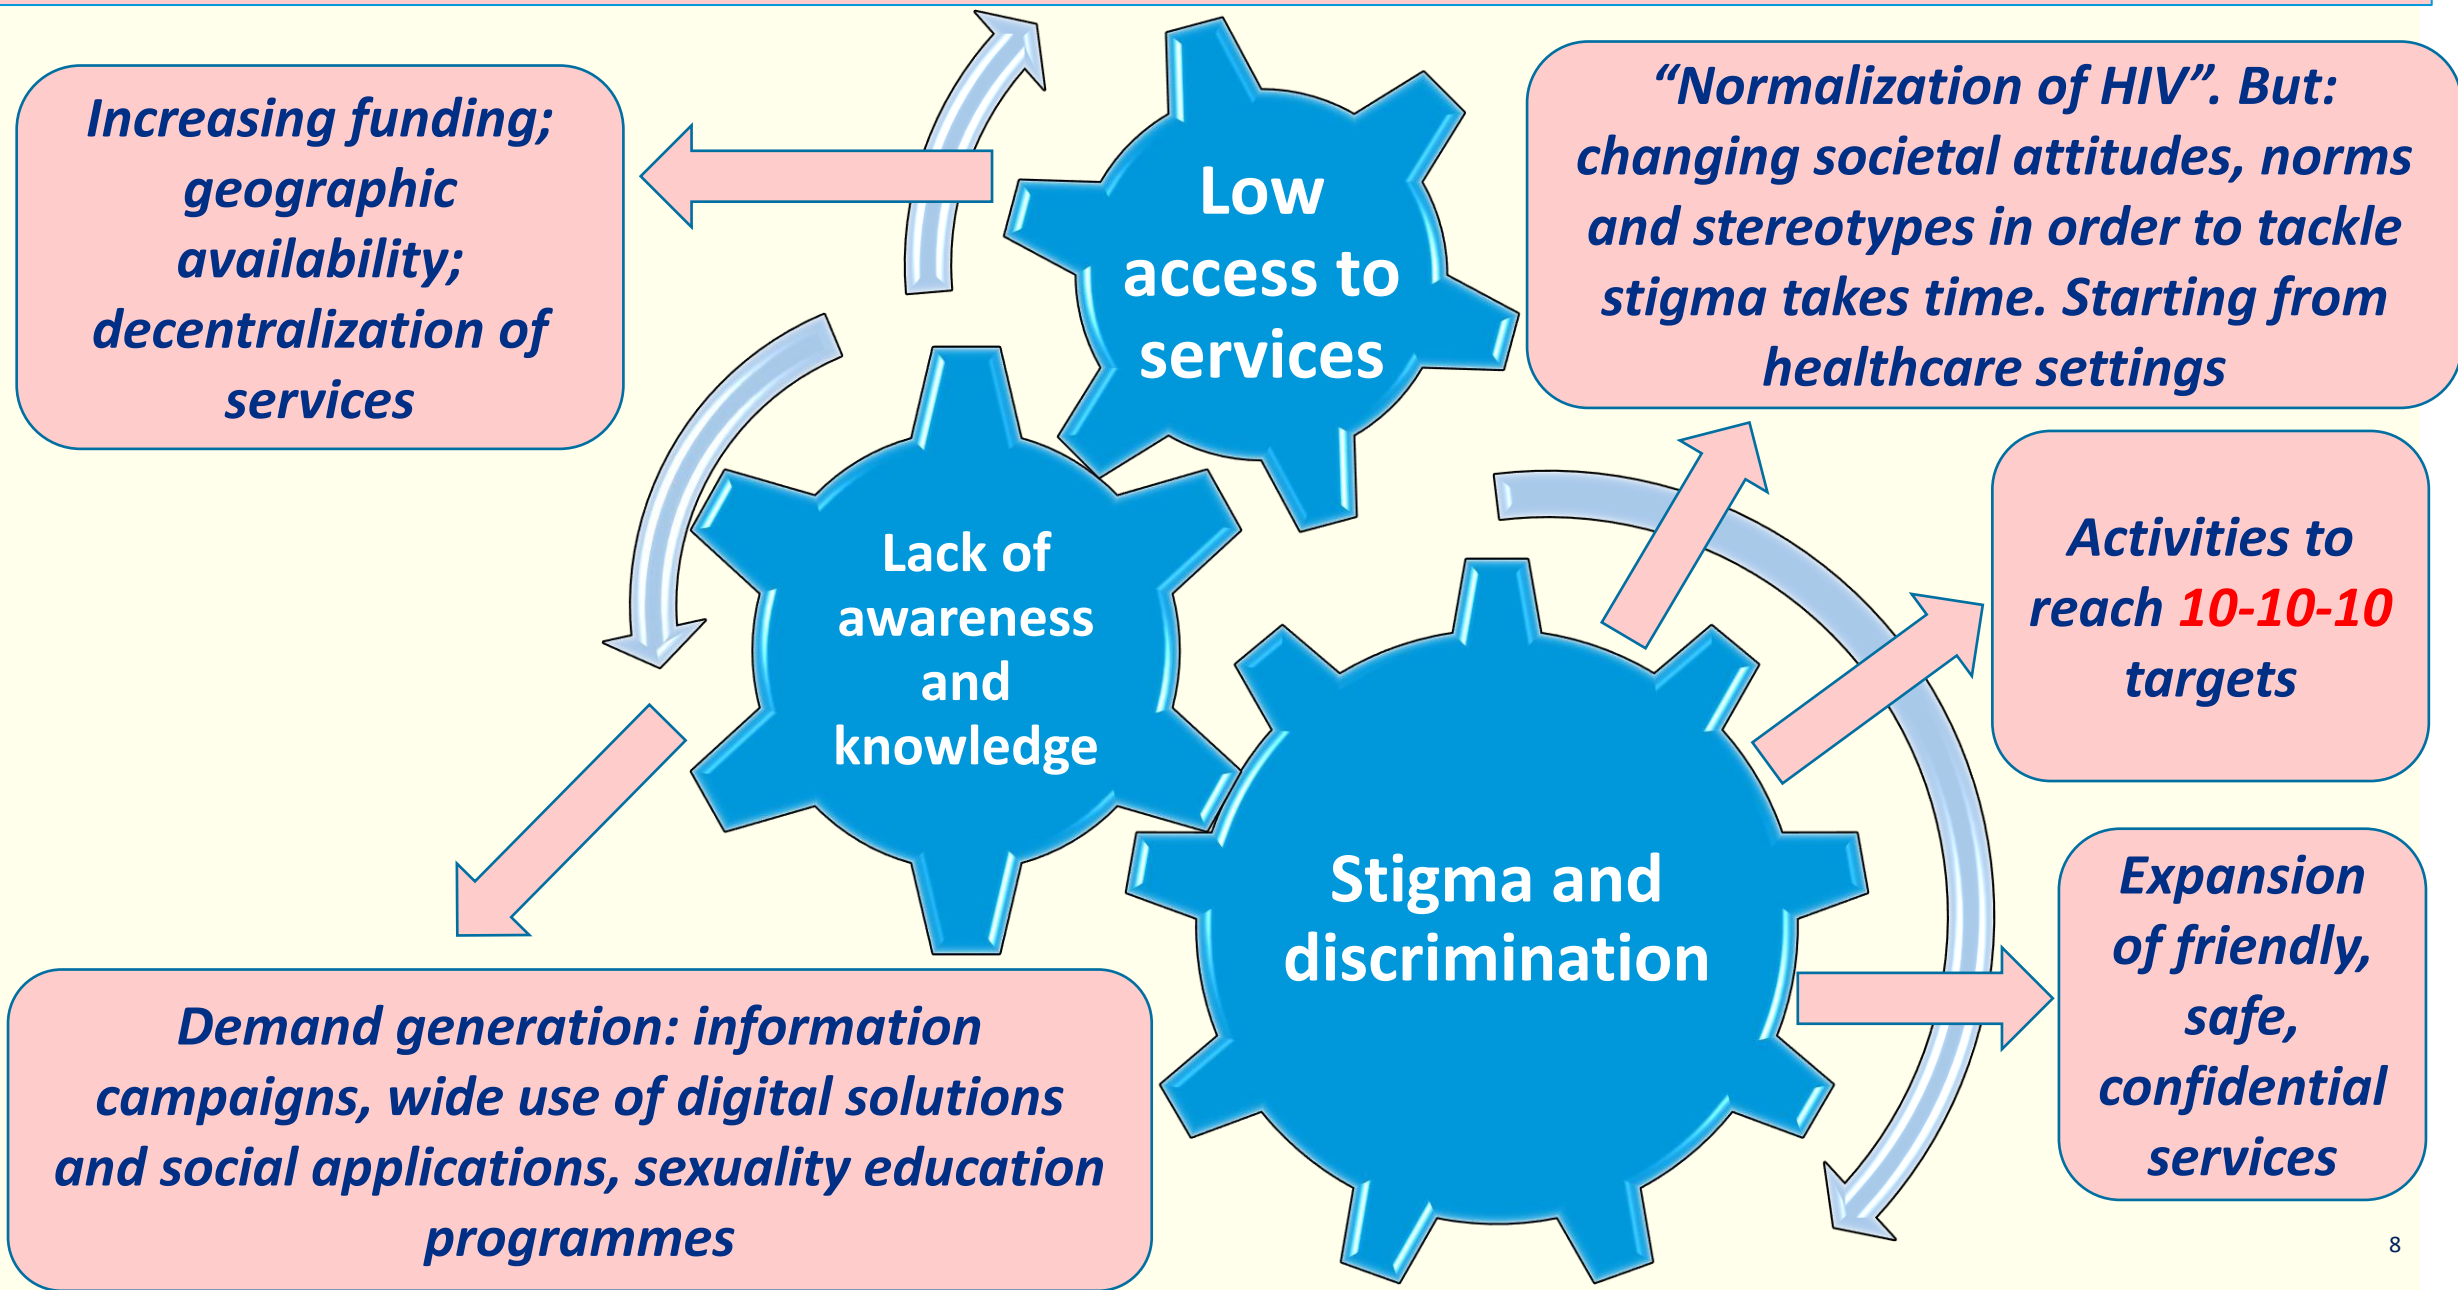 Increasing funding;
geographic
availability;
decentralization of
services
Low
access to
services
“Normalization of HIV”. But:
changing societal attitudes, norms
and stereotypes in order to tackle
stigma takes time. Starting from
healthcare settings
Lack of
awareness
and
knowledge
Activities to
reach 10-10-10
targets
Stigma and
discrimination
Expansion
of friendly,
safe,
confidential
services
Demand generation: information
campaigns, wide use of digital solutions
and social applications, sexuality education
programmes
8